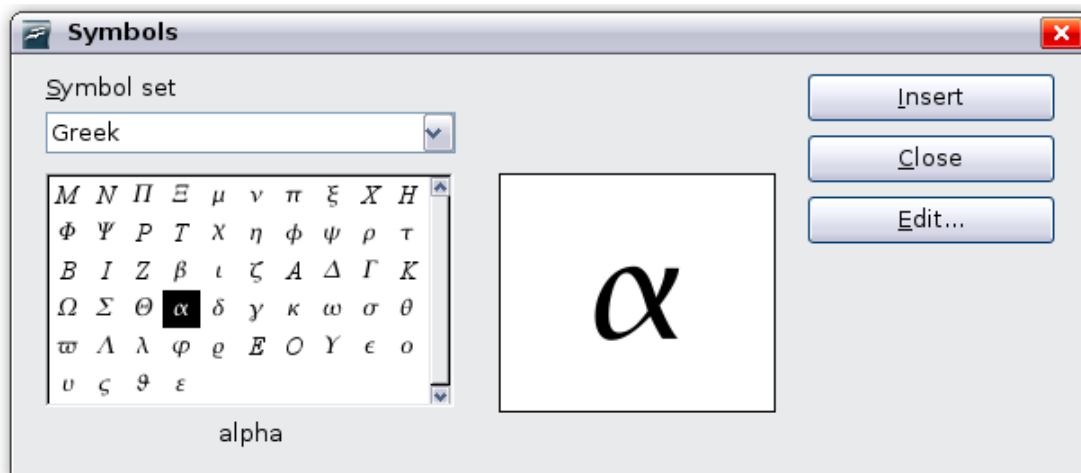 Symbols
Symbol set
Greek
Μ Ν Π Ξ μ ν π ξ Χ Η
Φ Ψ Ρ Τ χ η ϕ ψ ρ τ
Β Ι Ζ β ι ζ Α Δ Γ Κ
Ω Σ Θ α δ γ κ ω σ θ
ϖ Λ λ φ ϱ Ε Ο Υ ϵ ο
υ ς ϑ ε
alpha
α
Insert
Close
Edit...